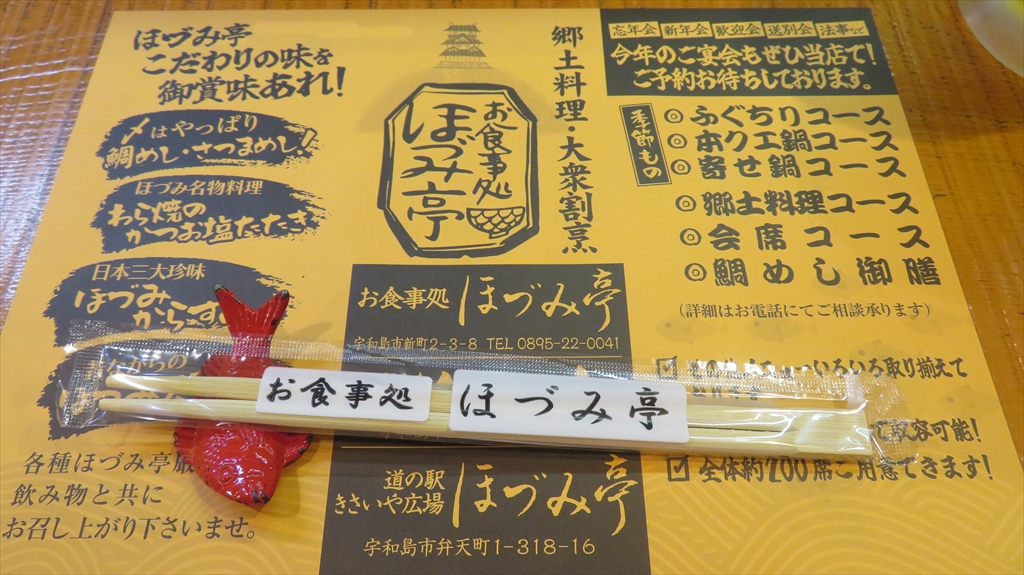 ほづみ亭
こだわりの味を
御賞味あれ!
〆はやっぱり
鯛めし・さつまめし!
ほづみ名物料理
わら焼の
かつお塩たたき
日本三大珍味
ほづみ
からす
各種ほづみ亭
飲み物と共に
お召し上がり下さいませ。
お食事処
ほづみ亭
郷土料理・大衆割烹
お食事処 ほづみ亭
宇和島市新町2-3-8 TEL 0895-22-0041
お食事処 ほづみ亭
道の駅
きさいや広場
ほづみ亭
宇和島市弁天町1-318-16
忘年会 新年会 歓迎会 送別会 法事など
今年のご宴会もぜひ当店で!
ご予約お待ちしております。
季節もの
◎ふぐちりコース
◎本クエ鍋コース
◎寄せ鍋コース
◎郷土料理コース
◎会席コース
◎鯛めし御膳
(詳細はお電話にてご相談承ります)
いろいろ取り揃えて
収容可能!
☑全体約200席ご用意できます!